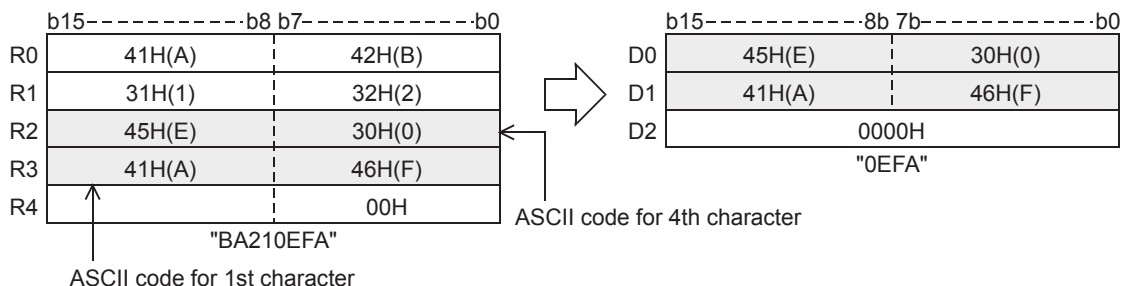 b15------------b8 b7------------b0
R0 41H(A) 42H(B)
R1 31H(1) 32H(2)
R2 45H(E) 30H(0)
R3 41H(A) 46H(F)
R4 00H
"BA210EFA"
ASCII code for 1st character
ASCII code for 4th character
b15------------8b 7b------------b0
D0 45H(E) 30H(0)
D1 41H(A) 46H(F)
D2 0000H
"0EFA"